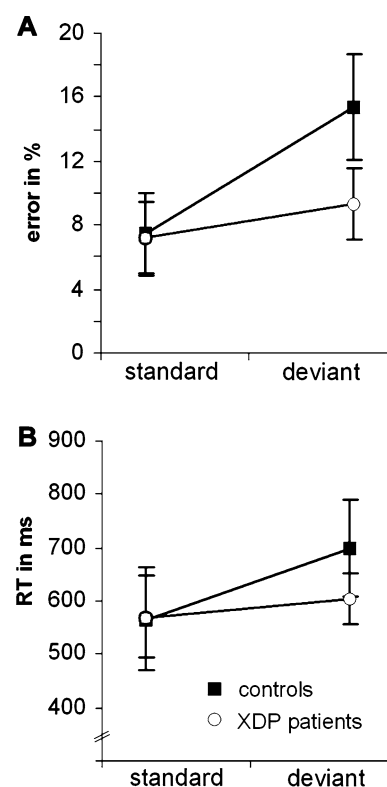 A
20
16
12
8
4
0
error in %
standard deviant
B
900
800
700
600
500
400
RT in ms
controls
XDP patients
standard deviant